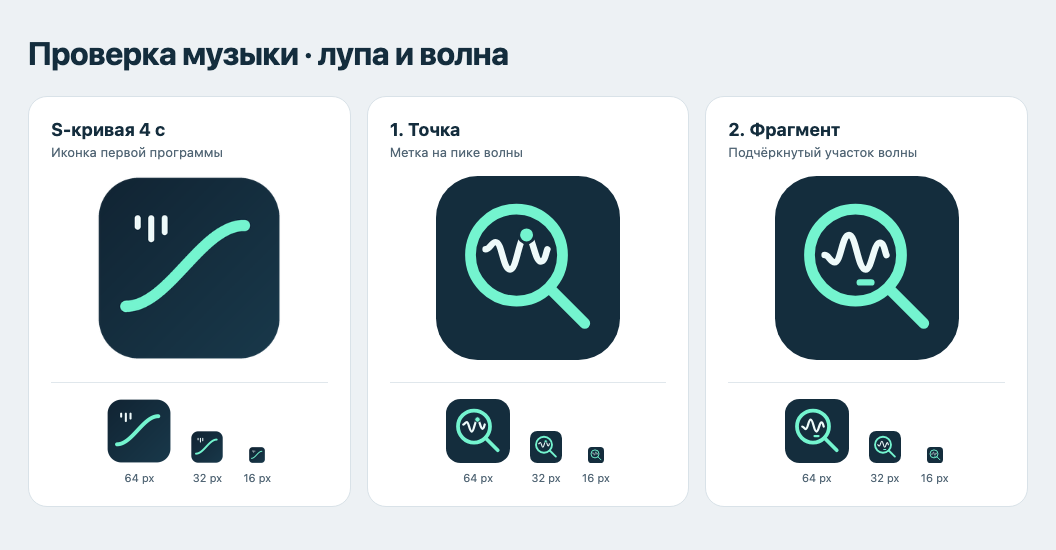 Проверка музыки · лупа и волна
S-кривая 4 с
Иконка первой программы
64 px
32 px
16 px
1. Точка
Метка на пике волны
64 px
32 px
16 px
2. Фрагмент
Подчёркнутый участок волны
64 px
32 px
16 px